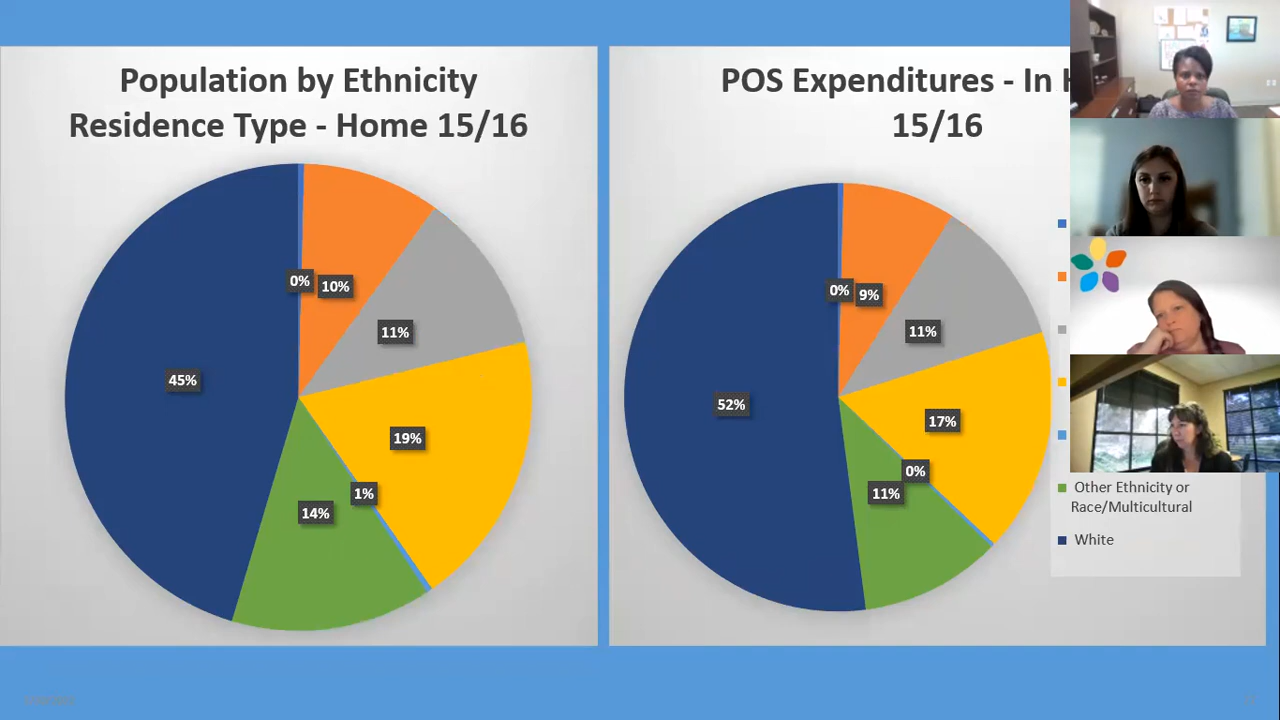 Population by Ethnicity
Residence Type - Home 15/16
0%
10%
11%
45%
19%
1%
14%
POS Expenditures - In
15/16
0%
9%
11%
52%
17%
0%
11%
Other Ethnicity or
Race/Multicultural
White